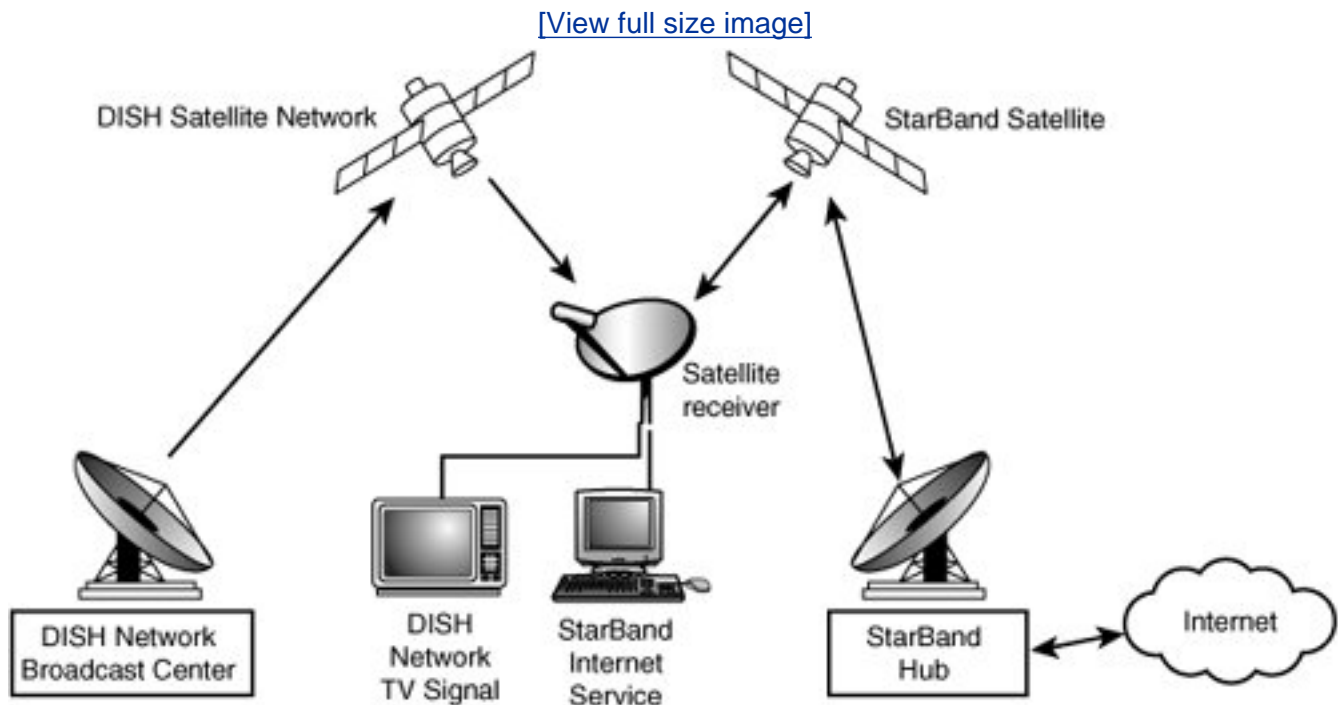 [View full size image]
DISH Satellite Network
StarBand Satellite
Satellite
receiver
DISH Network
Broadcast Center
DISH
Network
TV Signal
StarBand
Internet
Service
StarBand
Hub
Internet